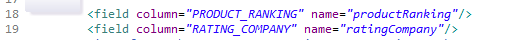 18 <field column="PRODUCT_RANKING" name="productRanking"/>
19 <field column="RATING_COMPANY" name="ratingCompany"/>